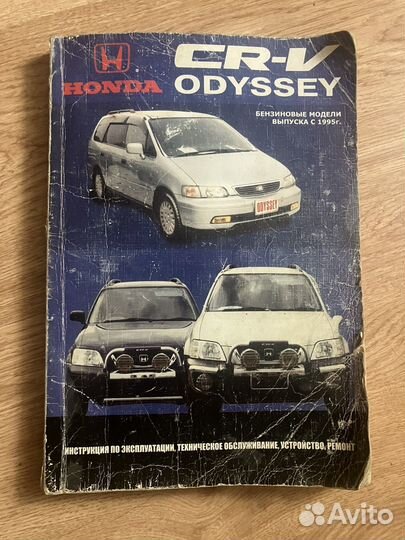 CR-V
HONDA
ODYSSEY
БЕНЗИНОВЫЕ МОДЕЛИ
ВЫПУСКА С 1995г.
ODYSSEY
ИНСТРУКЦИЯ ПО ЭКСПЛУАТАЦИИ, ТЕХНИЧЕСКОЕ ОБСЛУЖИВАНИЕ, УСТРОЙСТВО, РЕМОНТ
Avito